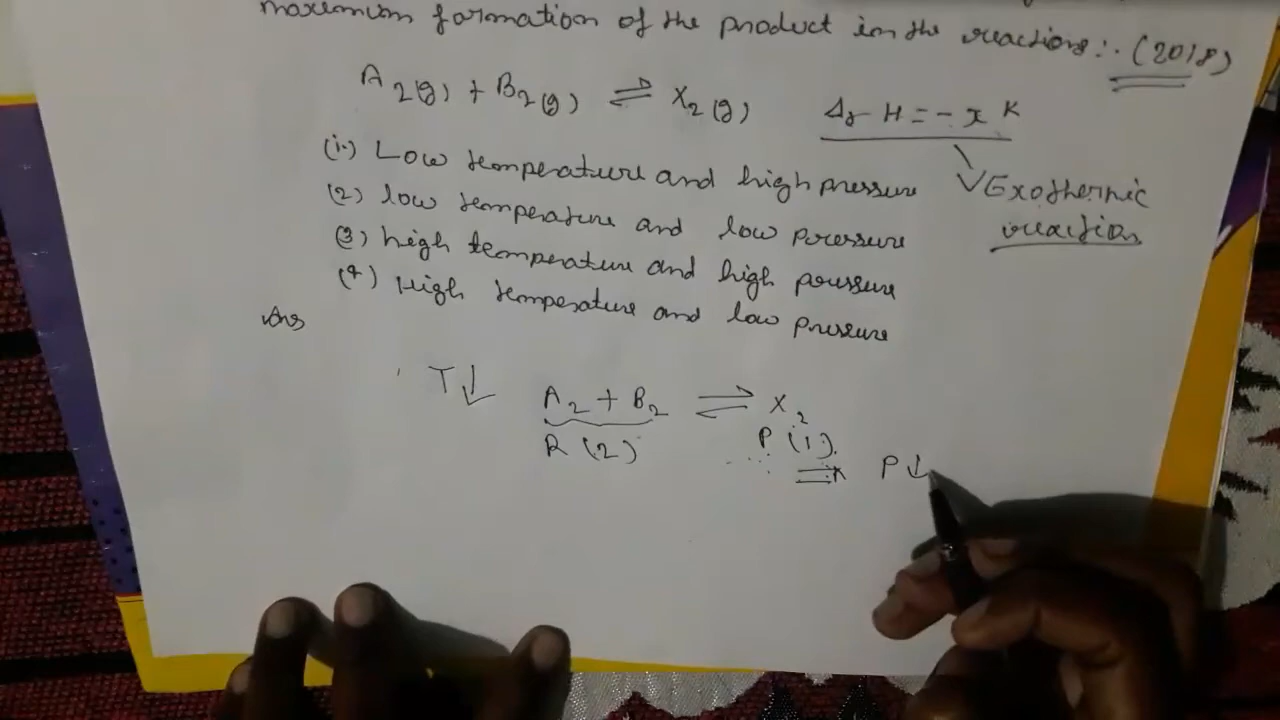 maximum formation of the product in the reactions:. (2018)
A2(g) + B2(g) ⇌ X2(g) Δr H = - x K
(1.) Low temperature and high pressure
Exothermic
reaction
(2) low temperature and low pressure
(3) high temperature and high pressure
(4) High temperature and low pressure
Ans
T↓ A2 + B2 ⇌ X2
R (2) P (1)
P↓